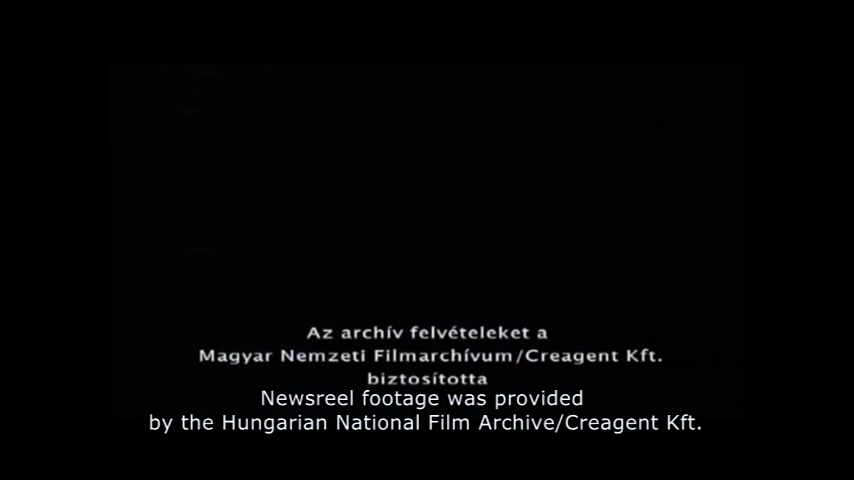 Az archív felvételeket a
Magyar Nemzeti Filmarchívum/Creagent Kft.
biztosította
Newsreel footage was provided
by the Hungarian National Film Archive/Creagent Kft.